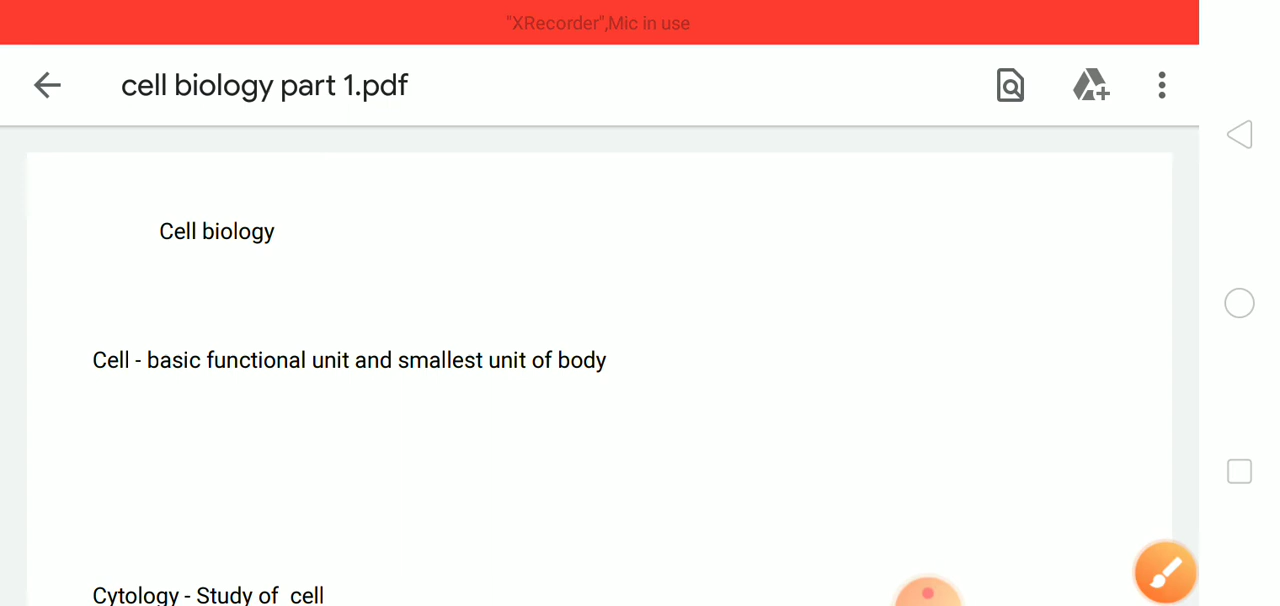 "XRecorder",Mic in use
cell biology part 1.pdf
Cell biology
Cell - basic functional unit and smallest unit of body
Cytology - Study of  cell